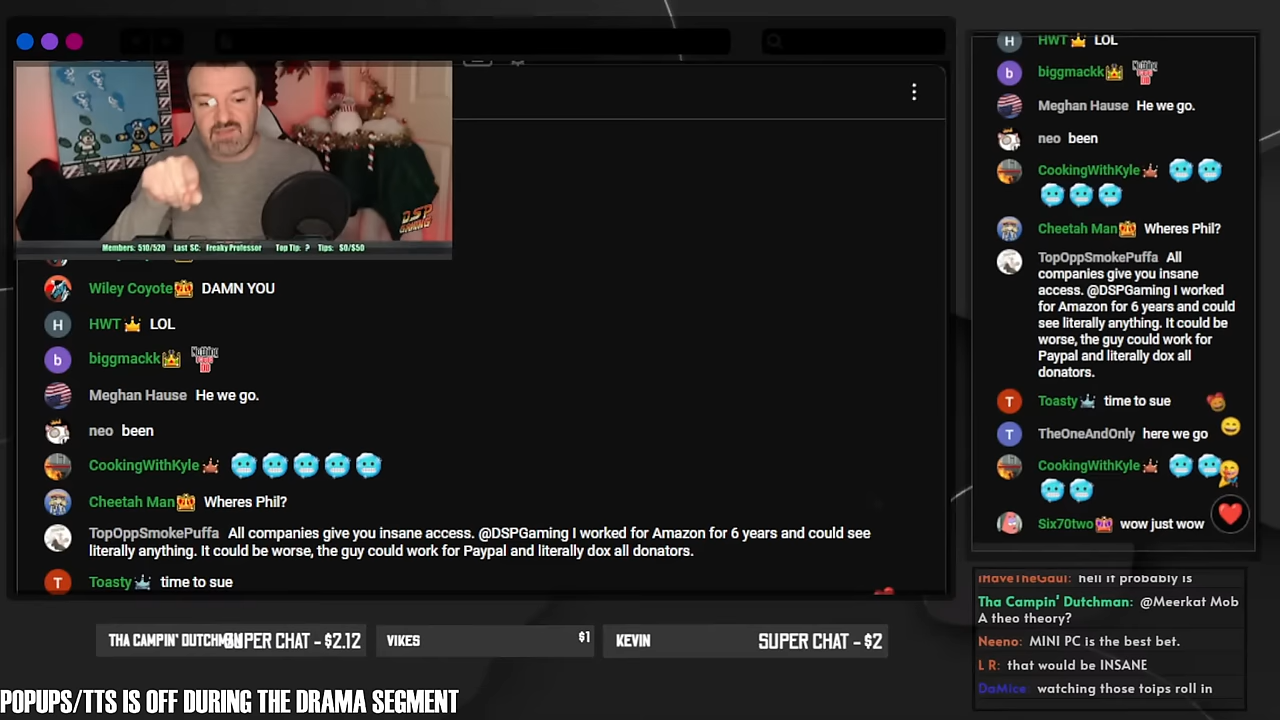 DSP
GAMING
Members: 510/520 Last SC: Freaky Professor Top Tip: ? Tips: $0/$50
Wiley Coyote DAMN YOU
HWT LOL
biggmackk
Meghan Hause He we go.
neo been
CookingWithKyle
Cheetah Man Wheres Phil?
TopOppSmokePuffa All companies give you insane access. @DSPGaming I worked for Amazon for 6 years and could see
literally anything. It could be worse, the guy could work for Paypal and literally dox all donators.
T Toasty time to sue
H HWT LOL
b biggmackk
Meghan Hause He we go.
neo been
CookingWithKyle
Cheetah Man Wheres Phil?
TopOppSmokePuffa All
companies give you insane
access. @DSPGaming I worked
for Amazon for 6 years and could
see literally anything. It could be
worse, the guy could work for
Paypal and literally dox all
donators.
T Toasty time to sue
T TheOneAndOnly here we go
CookingWithKyle
Six70two wow just wow
iHaveTheGaul: hell it probably is
Tha Campin' Dutchman: @Meerkat Mob
A theo theory?
Neeno: MINI PC is the best bet.
L R: that would be INSANE
DaMice: watching those toips roll in
THA CAMPIN' DUTCHMAN SUPER CHAT - $2.12
VIKES $1
KEVIN SUPER CHAT - $2
POPUPS/TTS IS OFF DURING THE DRAMA SEGMENT